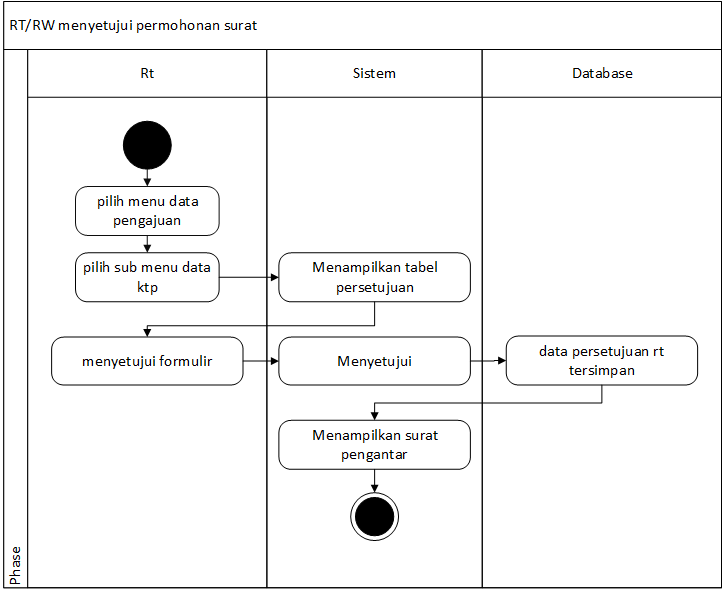 RT/RW menyetujui permohonan surat
Rt
Sistem
Database
pilih menu data
pengajuan
pilih sub menu data
ktp
Menampilkan tabel
persetujuan
menyetujui formulir
Menyetujui
data persetujuan rt
tersimpan
Menampilkan surat
pengantar
Phase